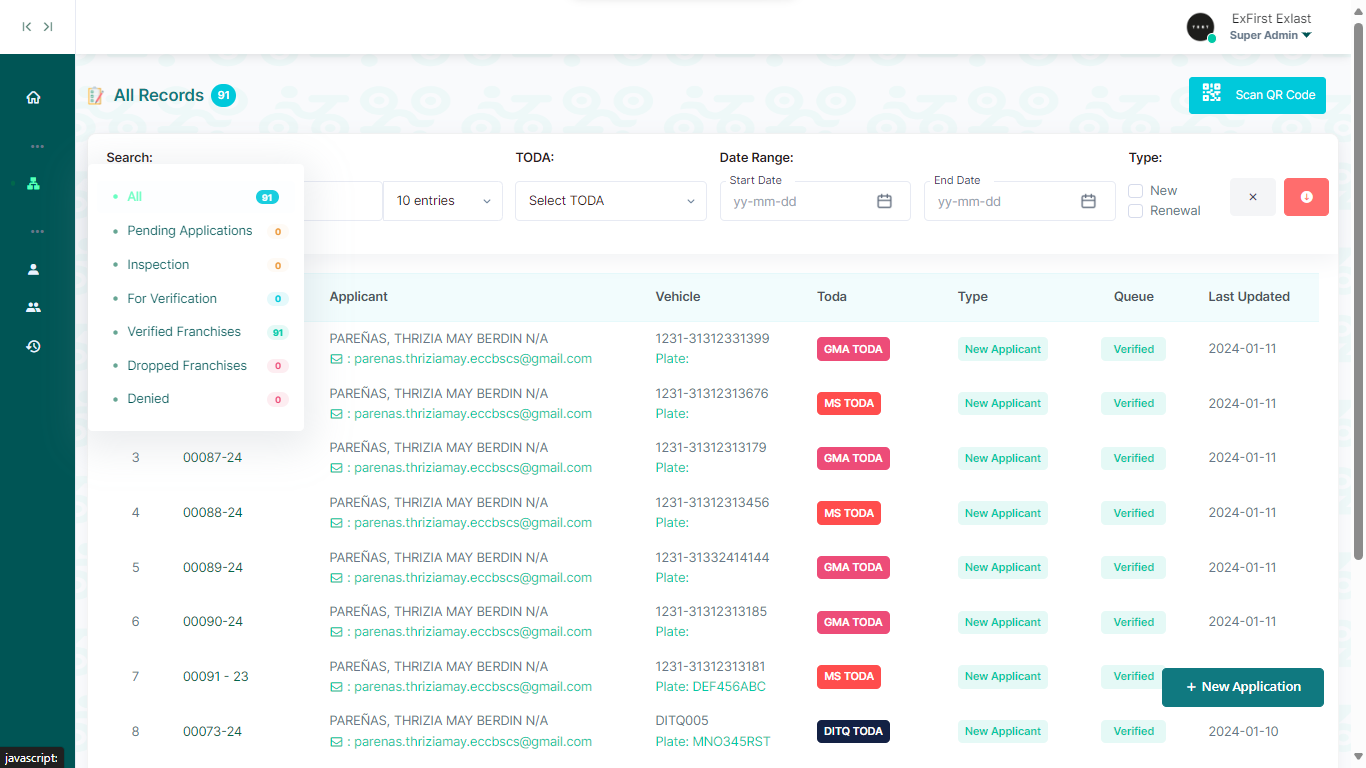 ExFirst Exlast
Super Admin
All Records 91
Scan QR Code
Search:
TODA:
Date Range:
Type:
10 entries
Select TODA
Start Date
yy-mm-dd
End Date
yy-mm-dd
New
Renewal
All 91
Pending Applications 0
Inspection 0
For Verification 0
Verified Franchises 91
Dropped Franchises 0
Denied 0
Applicant Vehicle Toda Type Queue Last Updated
PAREÑAS, THRIZIA MAY BERDIN N/A 1231-31312331399
: parenas.thriziamay.eccbscs@gmail.com Plate: GMA TODA New Applicant Verified 2024-01-11
PAREÑAS, THRIZIA MAY BERDIN N/A 1231-31312313676
: parenas.thriziamay.eccbscs@gmail.com Plate: MS TODA New Applicant Verified 2024-01-11
3 00087-24 PAREÑAS, THRIZIA MAY BERDIN N/A 1231-31312313179
: parenas.thriziamay.eccbscs@gmail.com Plate: GMA TODA New Applicant Verified 2024-01-11
4 00088-24 PAREÑAS, THRIZIA MAY BERDIN N/A 1231-31312313456
: parenas.thriziamay.eccbscs@gmail.com Plate: MS TODA New Applicant Verified 2024-01-11
5 00089-24 PAREÑAS, THRIZIA MAY BERDIN N/A 1231-31332414144
: parenas.thriziamay.eccbscs@gmail.com Plate: GMA TODA New Applicant Verified 2024-01-11
6 00090-24 PAREÑAS, THRIZIA MAY BERDIN N/A 1231-31312313185
: parenas.thriziamay.eccbscs@gmail.com Plate: GMA TODA New Applicant Verified 2024-01-11
7 00091 - 23 PAREÑAS, THRIZIA MAY BERDIN N/A 1231-31312313181
: parenas.thriziamay.eccbscs@gmail.com Plate: DEF456ABC MS TODA New Applicant Verified
+ New Application
8 00073-24 PAREÑAS, THRIZIA MAY BERDIN N/A DITQ005
: parenas.thriziamay.eccbscs@gmail.com Plate: MNO345RST DITQ TODA New Applicant Verified 2024-01-10
javascript: